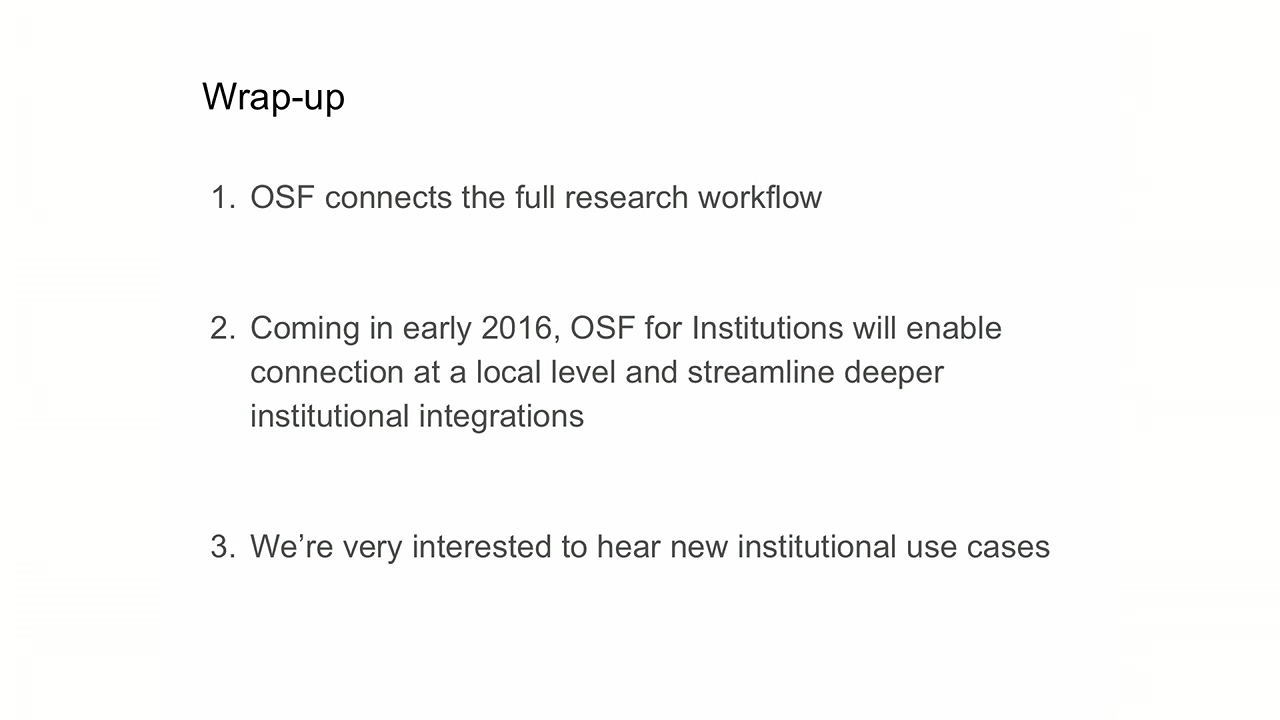 Wrap-up
1. OSF connects the full research workflow
2. Coming in early 2016, OSF for Institutions will enable
connection at a local level and streamline deeper
institutional integrations
3. We’re very interested to hear new institutional use cases